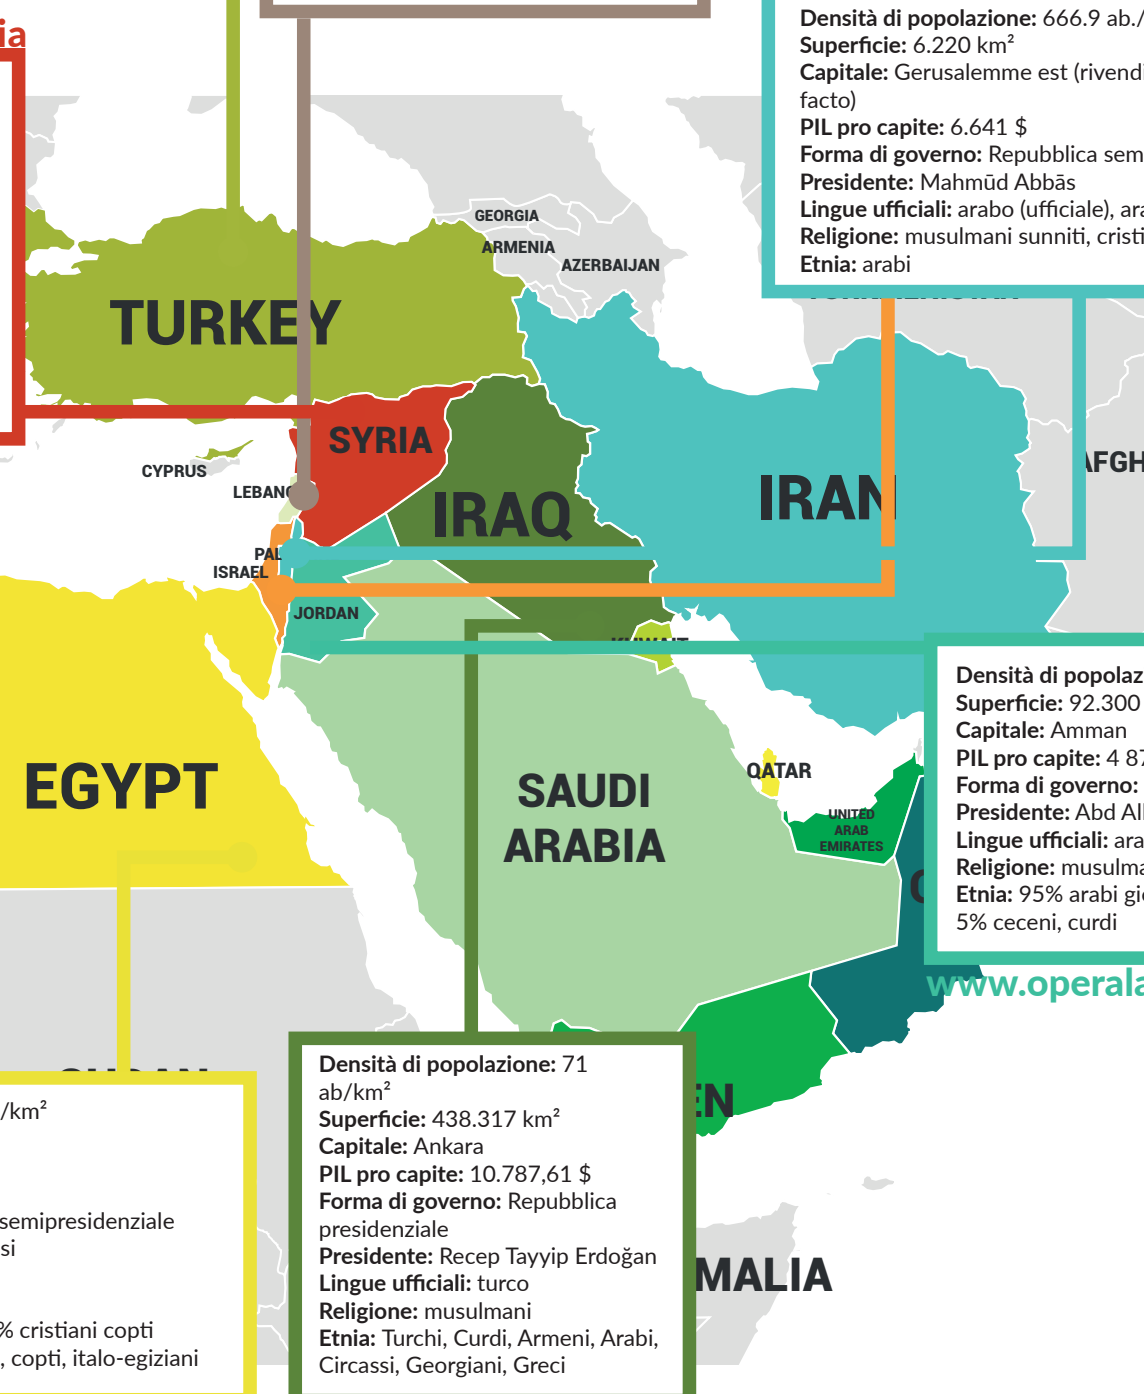 ia
Densità di popolazione: 666.9 ab./
Superficie: 6.220 km²
Capitale: Gerusalemme est (rivendi
facto)
PIL pro capite: 6.641 $
Forma di governo: Repubblica sem
Presidente: Mahmūd Abbās
Lingue ufficiali: arabo (ufficiale), ara
Religione: musulmani sunniti, cristi
Etnia: arabi
GEORGIA
ARMENIA
AZERBAIJAN
TURKEY
SYRIA
CYPRUS
LEBANO
IRAQ
IRAN
AFGH
PAL
ISRAEL
JORDAN
KUWAIT
EGYPT
SAUDI
ARABIA
QATAR
UNITED
ARAB
EMIRATES
Densità di popolaz
Superficie: 92.300
Capitale: Amman
PIL pro capite: 4 87
Forma di governo:
Presidente: Abd All
Lingue ufficiali: ara
Religione: musulma
Etnia: 95% arabi gio
5% ceceni, curdi
www.operala
SUDAN
EN
MALIA
/km²
semipresidenziale
si
% cristiani copti
, copti, italo-egiziani
Densità di popolazione: 71
ab/km²
Superficie: 438.317 km²
Capitale: Ankara
PIL pro capite: 10.787,61 $
Forma di governo: Repubblica
presidenziale
Presidente: Recep Tayyip Erdoğan
Lingue ufficiali: turco
Religione: musulmani
Etnia: Turchi, Curdi, Armeni, Arabi,
Circassi, Georgiani, Greci